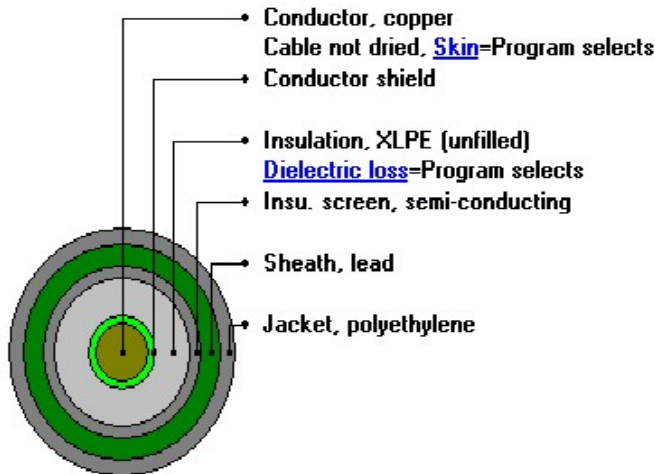 Conductor, copper
Cable not dried, Skin=Program selects
Conductor shield
Insulation, XLPE (unfilled)
Dielectric loss=Program selects
Insu. screen, semi-conducting
Sheath, lead
Jacket, polyethylene